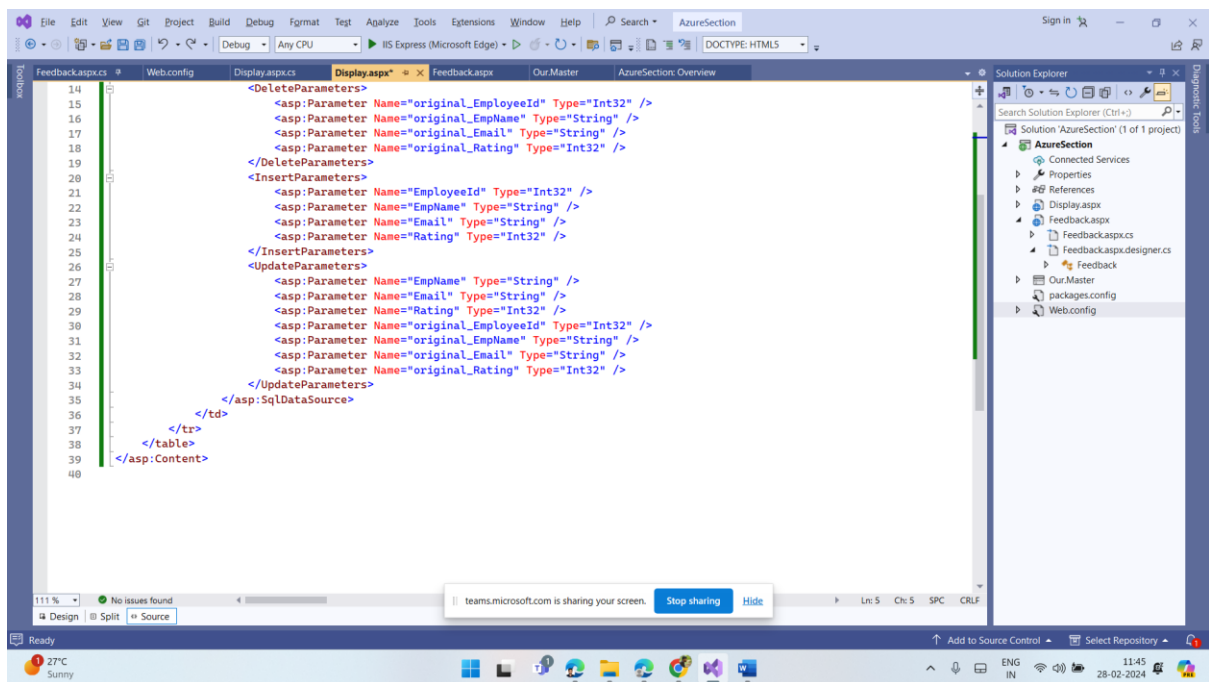 File Edit View Git Project Build Debug Format Test Analyze Tools Extensions Window Help Search AzureSection Sign in
Debug Any CPU IIS Express (Microsoft Edge) DOCTYPE: HTML5
Toolbox
Feedback.aspx.cs Web.config Display.aspx.cs Display.aspx* Feedback.aspx Our.Master AzureSection: Overview
14 <DeleteParameters>
15 <asp:Parameter Name="original_EmployeeId" Type="Int32" />
16 <asp:Parameter Name="original_EmpName" Type="String" />
17 <asp:Parameter Name="original_Email" Type="String" />
18 <asp:Parameter Name="original_Rating" Type="Int32" />
19 </DeleteParameters>
20 <InsertParameters>
21 <asp:Parameter Name="EmployeeId" Type="Int32" />
22 <asp:Parameter Name="EmpName" Type="String" />
23 <asp:Parameter Name="Email" Type="String" />
24 <asp:Parameter Name="Rating" Type="Int32" />
25 </InsertParameters>
26 <UpdateParameters>
27 <asp:Parameter Name="EmpName" Type="String" />
28 <asp:Parameter Name="Email" Type="String" />
29 <asp:Parameter Name="Rating" Type="Int32" />
30 <asp:Parameter Name="original_EmployeeId" Type="Int32" />
31 <asp:Parameter Name="original_EmpName" Type="String" />
32 <asp:Parameter Name="original_Email" Type="String" />
33 <asp:Parameter Name="original_Rating" Type="Int32" />
34 </UpdateParameters>
35 </asp:SqlDataSource>
36 </td>
37 </tr>
38 </table>
39 </asp:Content>
40
111 % No issues found Ln: 5 Ch: 5 SPC CRLF
Design Split Source
teams.microsoft.com is sharing your screen. Stop sharing Hide
Solution Explorer
Search Solution Explorer (Ctrl+;)
Solution 'AzureSection' (1 of 1 project)
AzureSection
Connected Services
Properties
References
Display.aspx
Feedback.aspx
Feedback.aspx.cs
Feedback.aspx.designer.cs
Feedback
Our.Master
packages.config
Web.config
Diagnostic Tools
Ready Add to Source Control Select Repository 1
1 27°C
Sunny
ENG
IN
11:45
28-02-2024